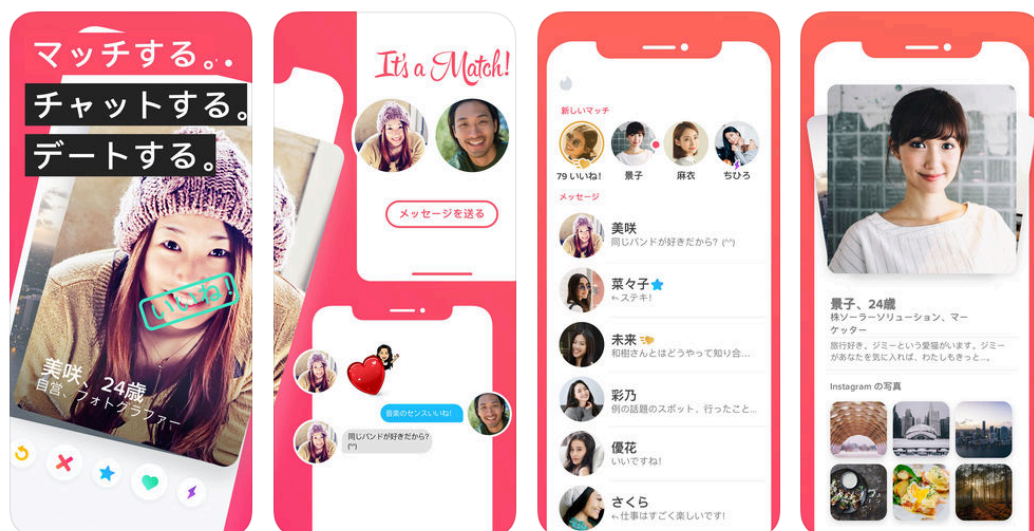 マッチする。.
チャットする。
デートする。
いいね!
美咲、24歳
自営、フォトグラファー
It's a Match!
メッセージを送る
音楽のセンスいいね!
同じバンドが好きだから?
(^^)
新しいマッチ
79 いいね!
景子
麻衣
ちひろ
メッセージ
美咲
同じバンドが好きだから? (^^)
菜々子
ステキ!
未来
和樹さんとはどうやって知り合…
彩乃
例の話題のスポット、行ったこと…
優花
いいですね!
さくら
仕事はすごく楽しいです!
景子、24歳
株ソーラーソリューション、マー
ケッター
旅行好き。ジミーという愛猫がいます。ジミー
があなたを気に入れば、わたしもきっと…。
Instagram の写真